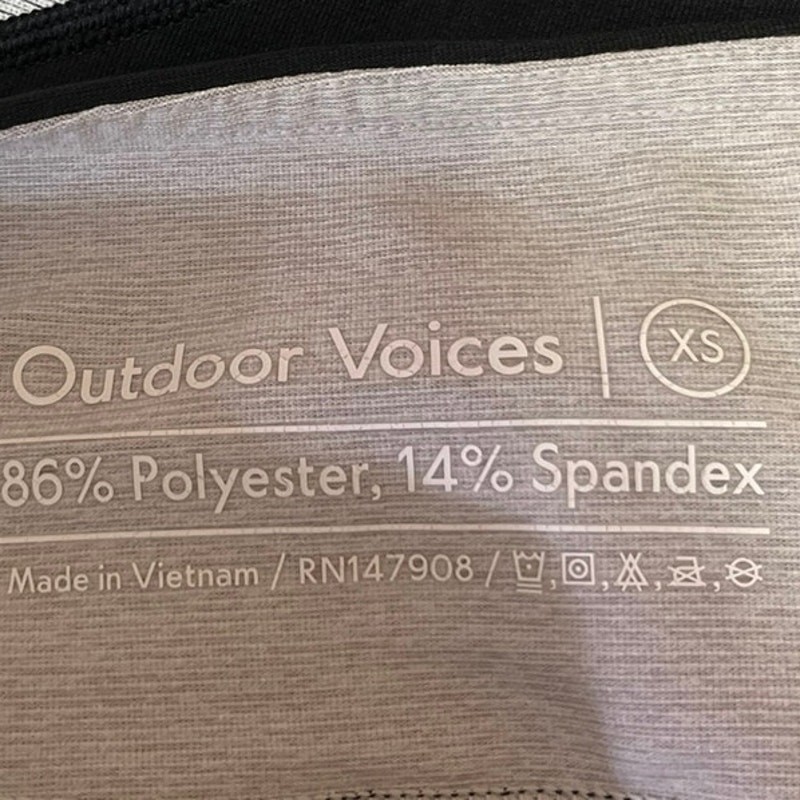 Outdoor Voices | XS
86% Polyester, 14% Spandex
Made in Vietnam / RN147908 /